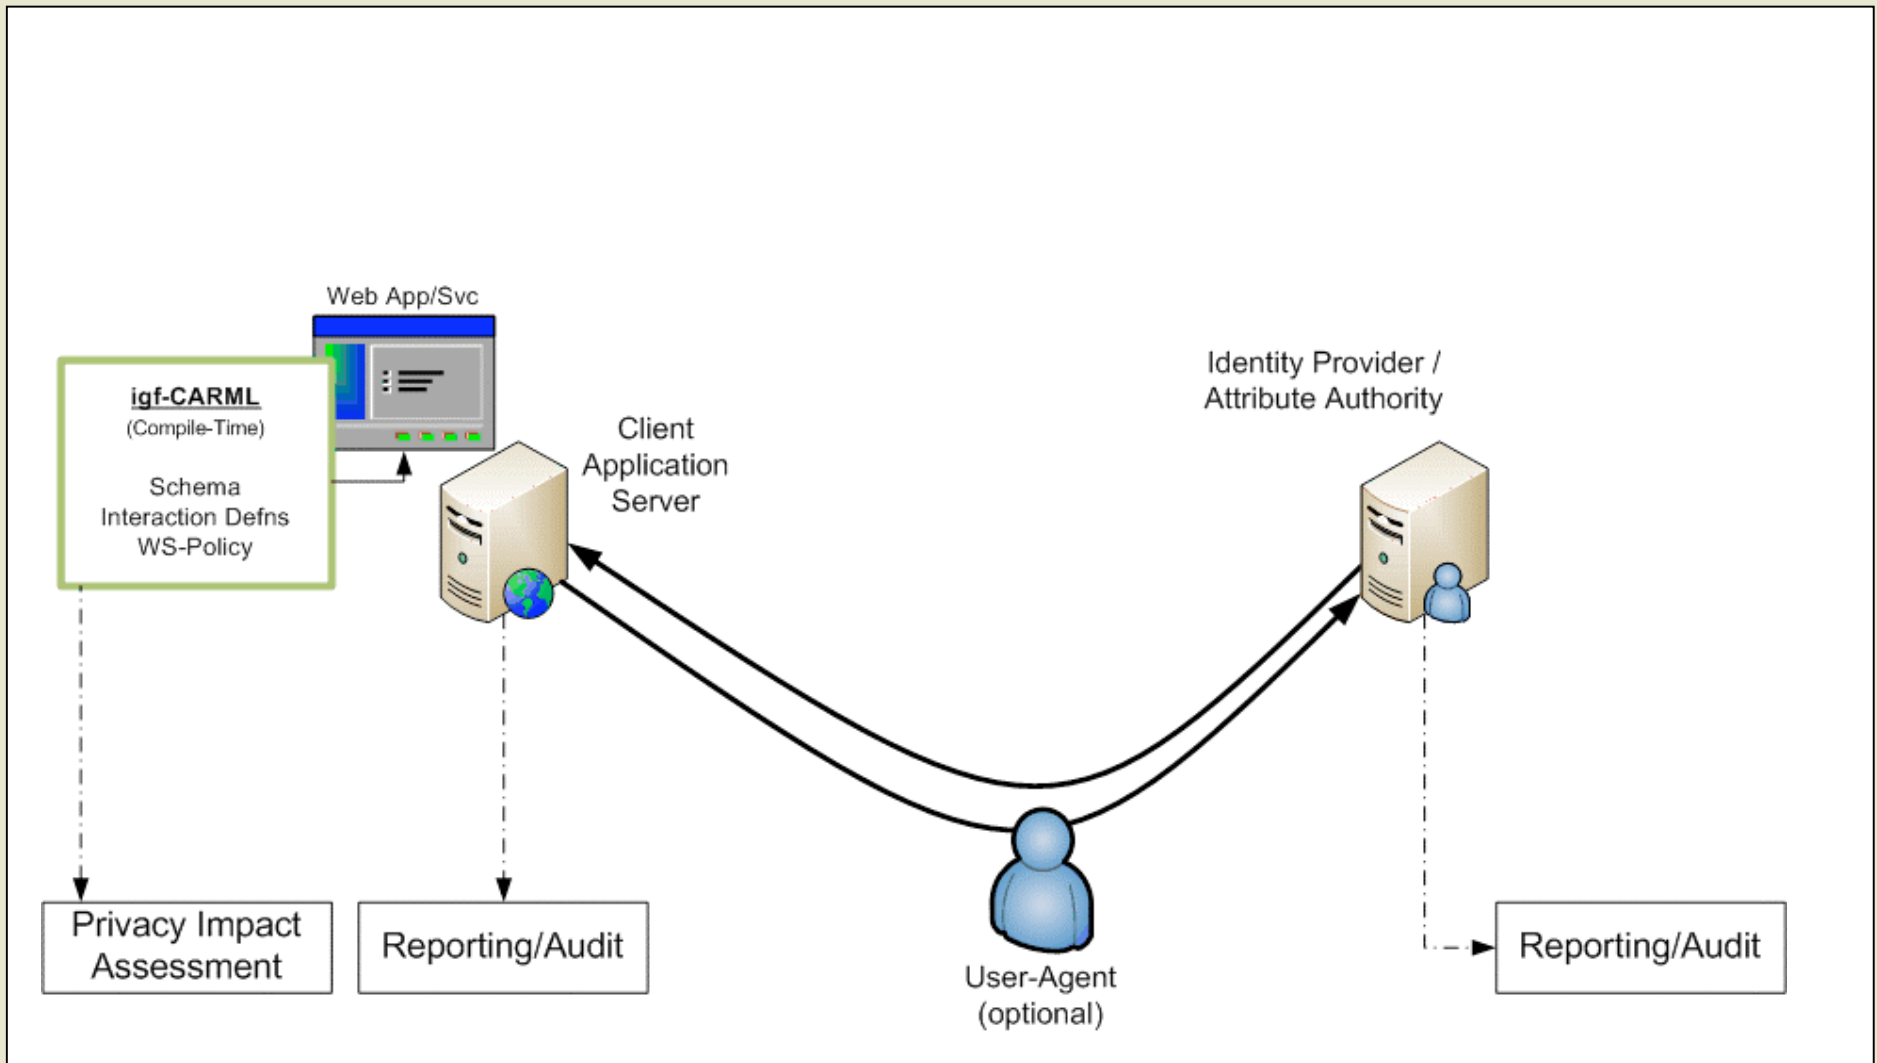 Web App/Svc
igf-CARML
(Compile-Time)
Schema
Interaction Defns
WS-Policy
Client
Application
Server
Identity Provider /
Attribute Authority
Privacy Impact
Assessment
Reporting/Audit
User-Agent
(optional)
Reporting/Audit